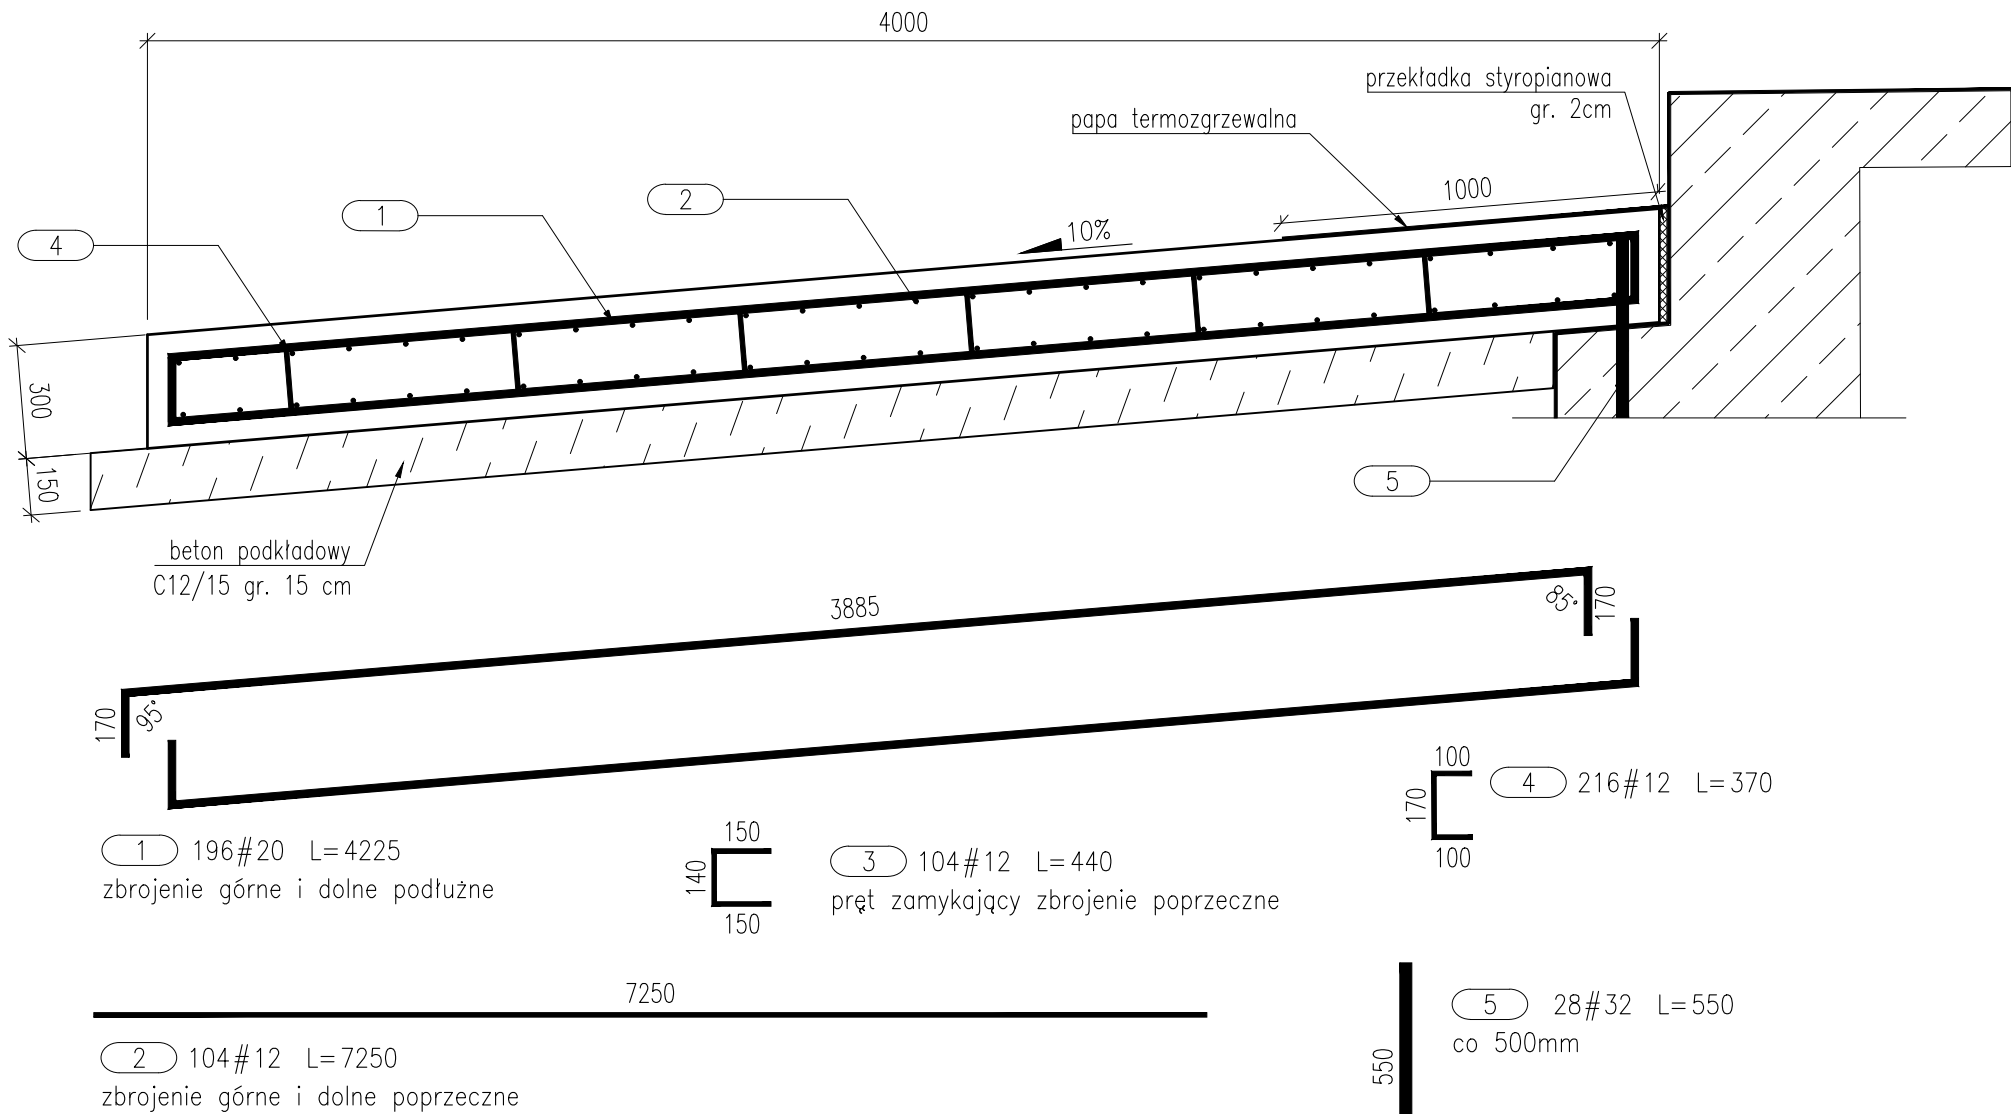 4000
przekładka styropianowa
gr. 2cm
papa termozgrzewalna
1000
2
1
4
10%
300
150
5
beton podkładowy
C12/15 gr. 15 cm
3885
85°
170
170
95°
100
170
100
4 216#12 L=370
1 196#20 L=4225
zbrojenie górne i dolne podłużne
150
140
150
3 104#12 L=440
pręt zamykający zbrojenie poprzeczne
7250
2 104#12 L=7250
zbrojenie górne i dolne poprzeczne
550
5 28#32 L=550
co 500mm